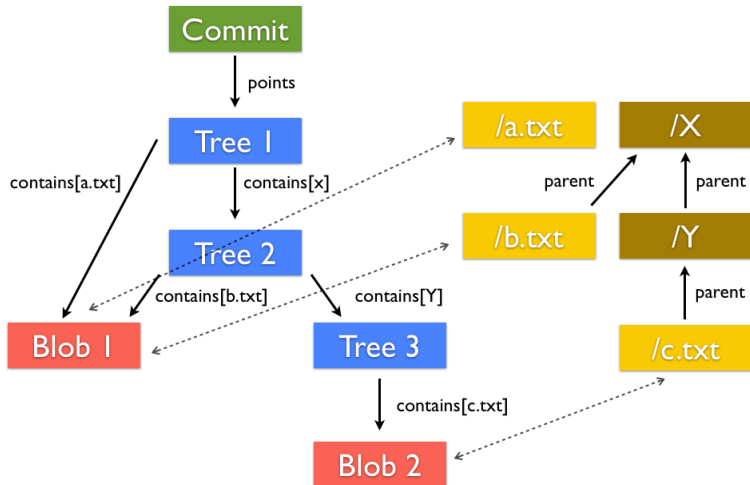 Commit
points
Tree 1
/a.txt
/X
contains[a.txt]
contains[x]
parent
parent
Tree 2
/b.txt
/Y
contains[b.txt]
contains[Y]
parent
Blob 1
Tree 3
/c.txt
contains[c.txt]
Blob 2